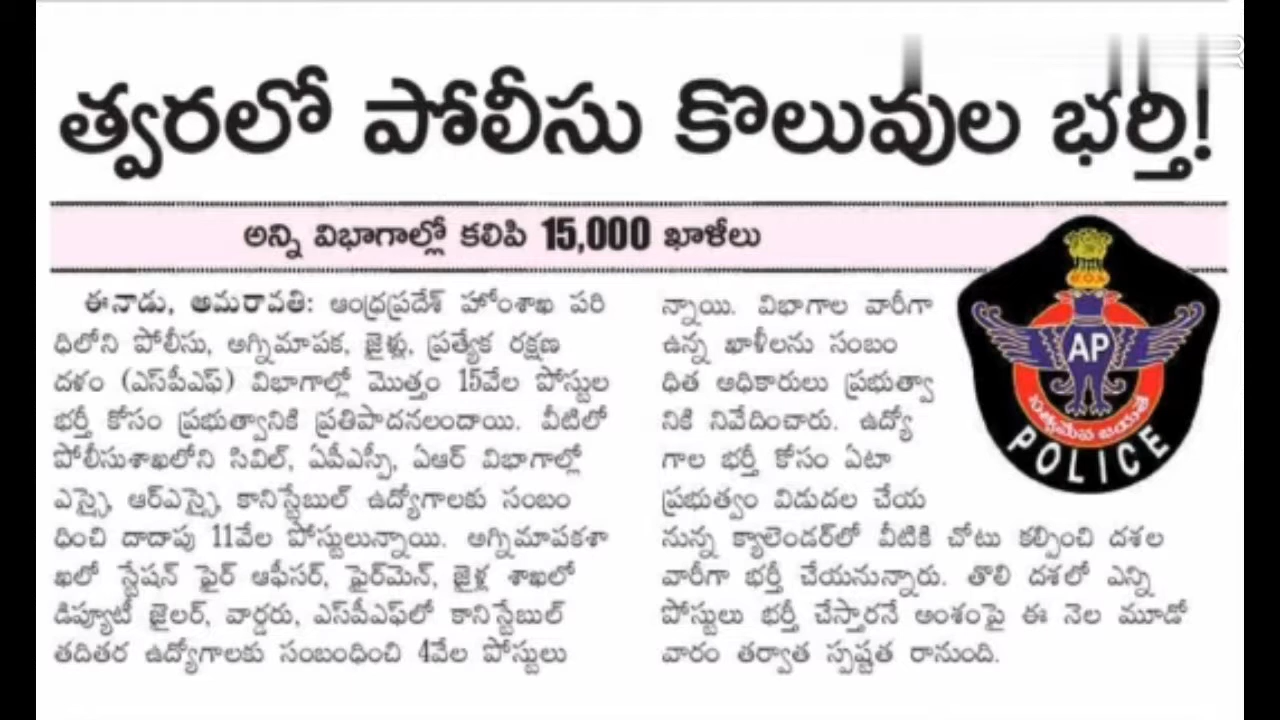 త్వరలో పోలీసు కొలువుల భర్తీ!
అన్ని విభాగాల్లో కలిపి 15,000 ఖాళీలు
ఈనాడు, అమరావతి: ఆంధ్రప్రదేశ్ హోంశాఖ పరి
ధిలోని పోలీసు, అగ్నిమాపక, జైళ్లు, ప్రత్యేక రక్షణ
దళం (ఎస్‌పీఎఫ్) విభాగాల్లో మొత్తం 15వేల పోస్టుల
భర్తీ కోసం ప్రభుత్వానికి ప్రతిపాదనలందాయి. వీటిలో
పోలీసుశాఖలోని సివిల్, ఏపీఎస్పీ, ఏఆర్ విభాగాల్లో
ఎస్సై, ఆర్ఎస్సై, కానిస్టేబుల్ ఉద్యోగాలకు సంబం
ధించి దాదాపు 11వేల పోస్టులున్నాయి. అగ్నిమాపకశా
ఖలో స్టేషన్ ఫైర్ ఆఫీసర్, ఫైర్‌మెన్, జైళ్ల శాఖలో
డిప్యూటీ జైలర్, వార్డరు, ఎస్‌పీఎఫ్‌లో కానిస్టేబుల్
తదితర ఉద్యోగాలకు సంబంధించి 4వేల పోస్టులు
న్నాయి. విభాగాల వారీగా
ఉన్న ఖాళీలను సంబం
ధిత అధికారులు ప్రభుత్వా
నికి నివేదించారు. ఉద్యో
గాల భర్తీ కోసం ఏటా
ప్రభుత్వం విడుదల చేయ
నున్న క్యాలెండర్‌లో వీటికి చోటు కల్పించి దశల
వారీగా భర్తీ చేయనున్నారు. తొలి దశలో ఎన్ని
పోస్టులు భర్తీ చేస్తారనే అంశంపై ఈ నెల మూడో
వారం తర్వాత స్పష్టత రానుంది.
AP
సత్యమేవ జయతే
POLICE